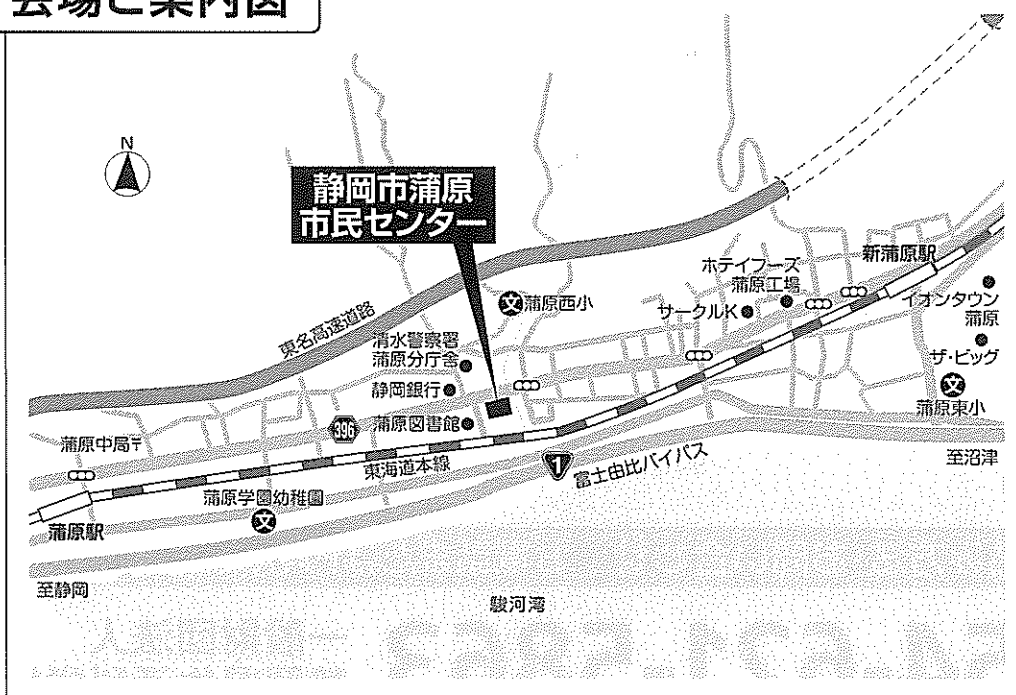 会場ご案内図
N
静岡市蒲原
市民センター
東名高速道路
文 蒲原西小
清水警察署
蒲原分庁舎
静岡銀行
蒲原図書館
396
蒲原中局〒
東海道本線
蒲原学園幼稚園
文
蒲原駅
至静岡
1
富士由比バイパス
駿河湾
新蒲原駅
ホテイフーズ
蒲原工場
サークルK
イオンタウン
蒲原
ザ・ビッグ
文
蒲原東小
至沼津